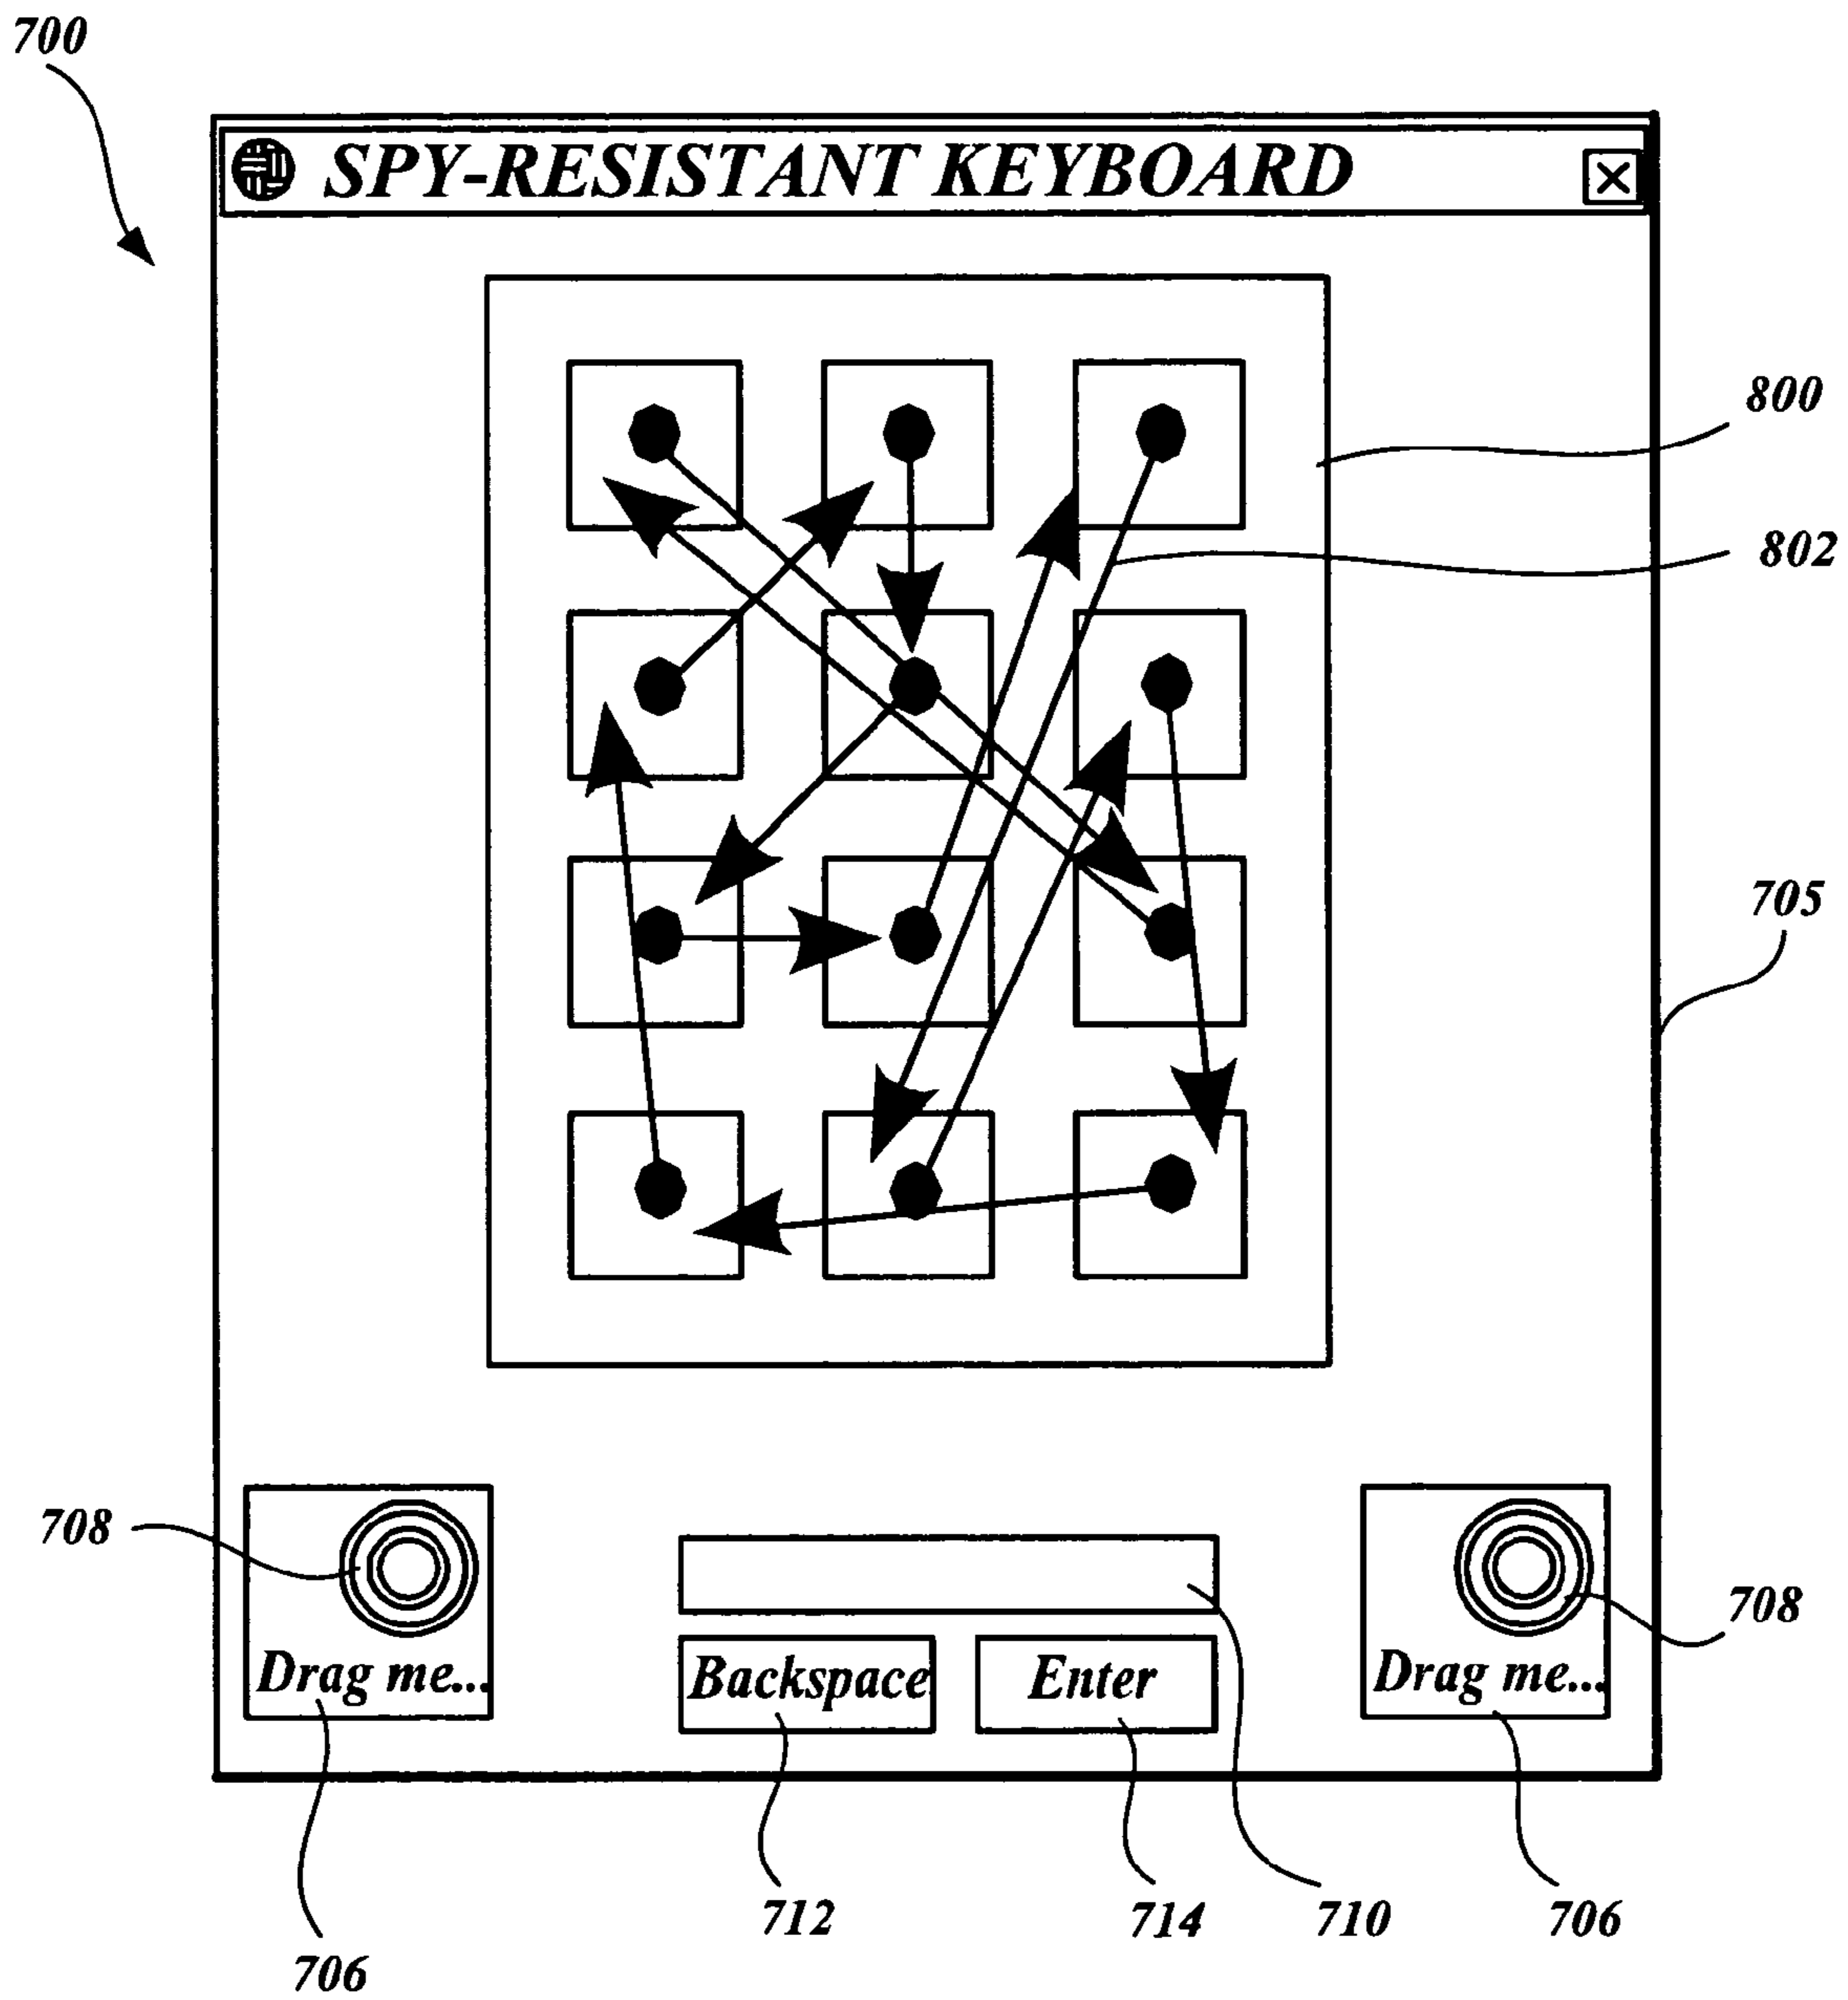 700
SPY-RESISTANT KEYBOARD
800
802
705
708
708
Drag me...
Backspace
Enter
Drag me...
712
714
710
706
706